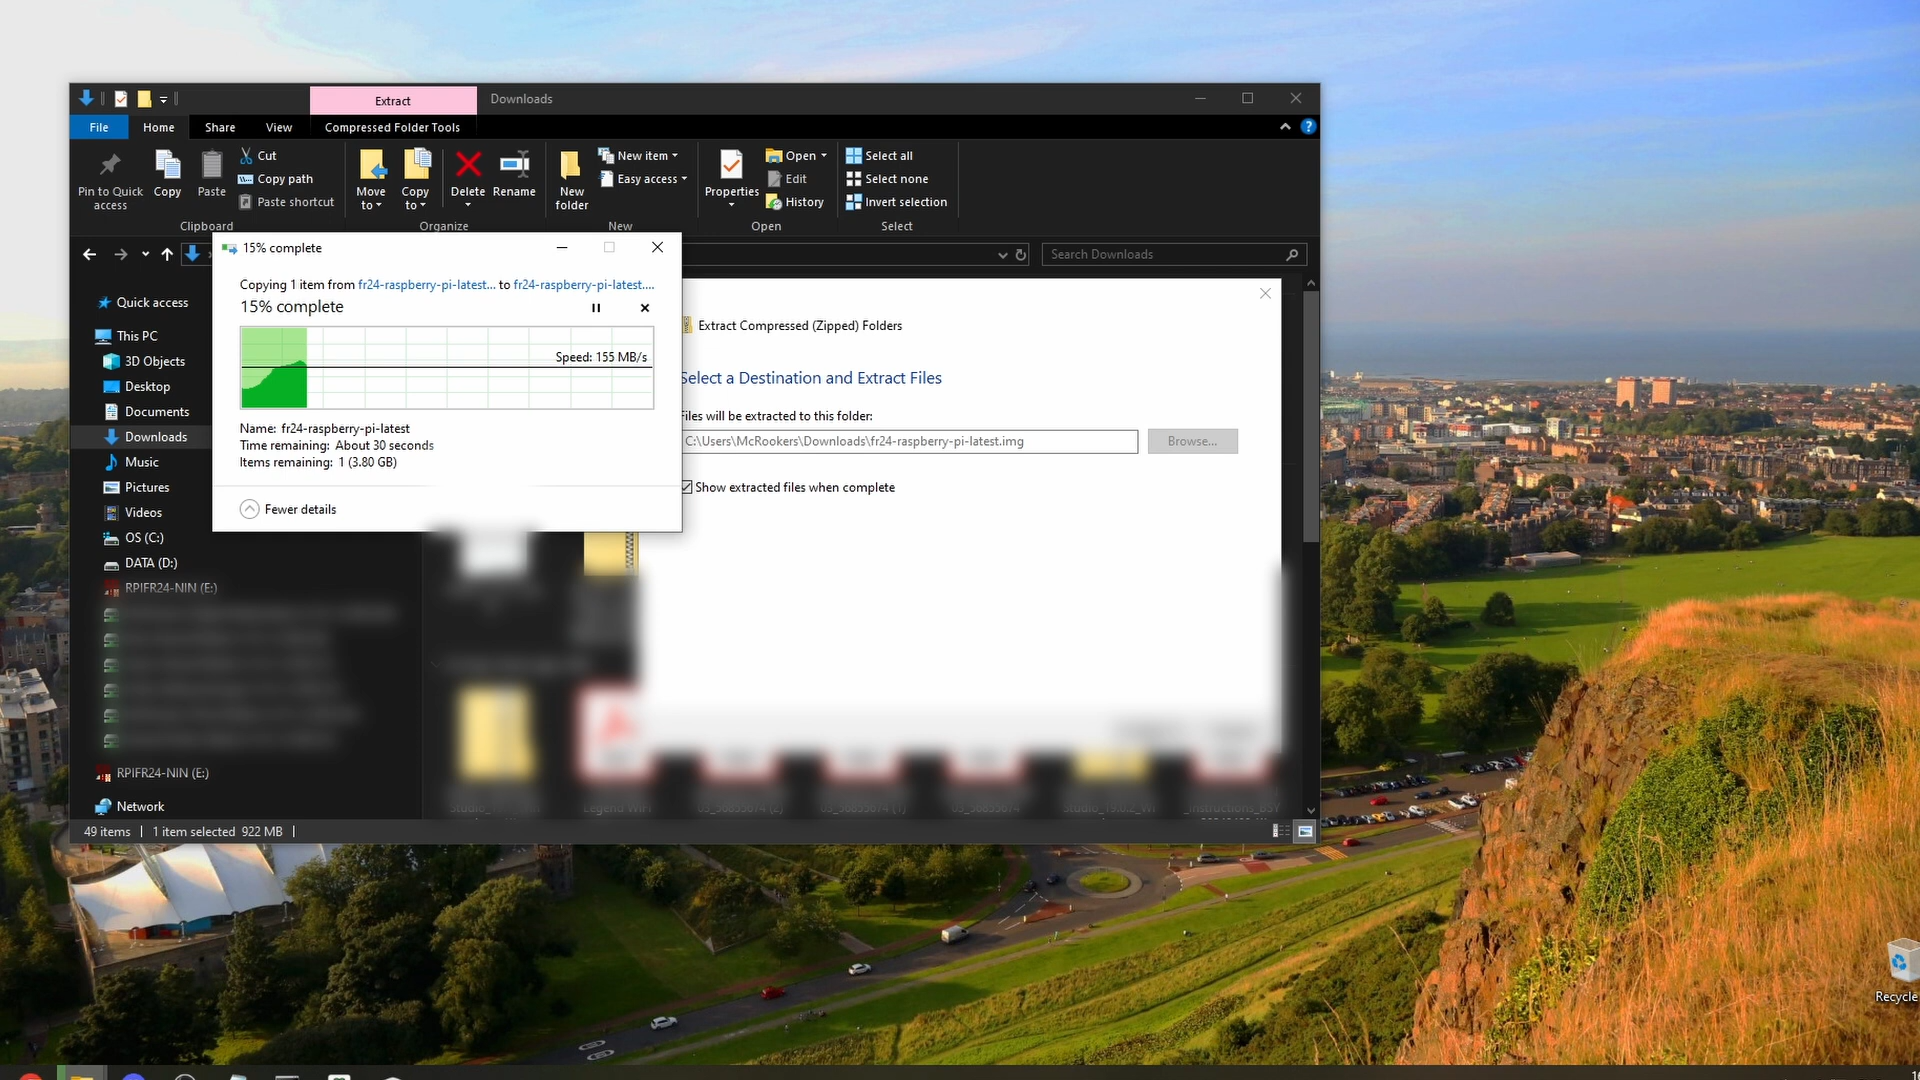 Extract
Downloads
File
Home
Share
View
Compressed Folder Tools
Pin to Quick access
Copy
Paste
Cut
Copy path
Paste shortcut
Clipboard
Move to
Copy to
Delete
Rename
Organize
New folder
New item
Easy access
New
Properties
Open
Edit
History
Open
Select all
Select none
Invert selection
Select
Search Downloads
Quick access
This PC
3D Objects
Desktop
Documents
Downloads
Music
Pictures
Videos
OS (C:)
DATA (D:)
RPIFR24-NIN (E:)
RPIFR24-NIN (E:)
Network
49 items
1 item selected 922 MB
15% complete
Copying 1 item from fr24-raspberry-pi-latest... to fr24-raspberry-pi-latest....
15% complete
Speed: 155 MB/s
Name: fr24-raspberry-pi-latest
Time remaining: About 30 seconds
Items remaining: 1 (3.80 GB)
Fewer details
Extract Compressed (Zipped) Folders
Select a Destination and Extract Files
Files will be extracted to this folder:
C:\Users\McRookers\Downloads\fr24-raspberry-pi-latest.img
Browse...
Show extracted files when complete
Recycle